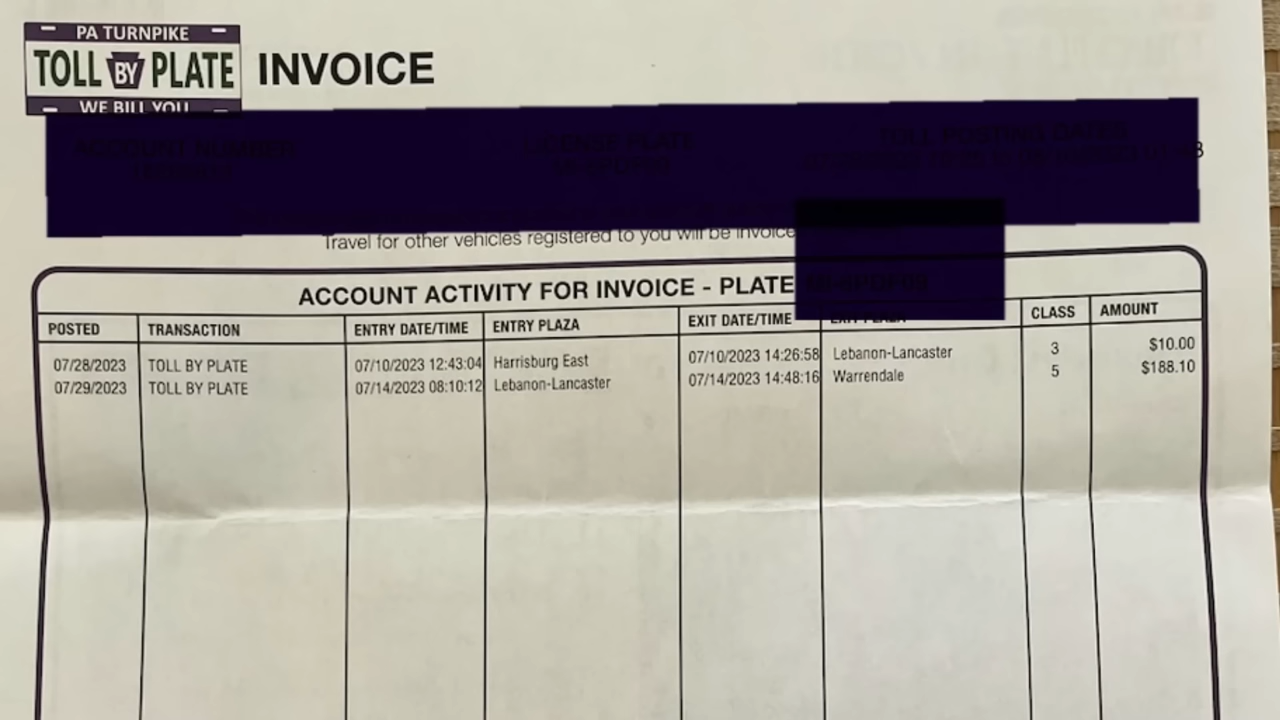 PA TURNPIKE
TOLL BY PLATE
WE BILL YOU
INVOICE
Travel for other vehicles registered to you will be invoice
ACCOUNT ACTIVITY FOR INVOICE - PLATE
POSTED TRANSACTION ENTRY DATE/TIME ENTRY PLAZA EXIT DATE/TIME EXIT PLAZA CLASS AMOUNT
07/28/2023 TOLL BY PLATE 07/10/2023 12:43:04 Harrisburg East 07/10/2023 14:26:58 Lebanon-Lancaster 3 $10.00
07/29/2023 TOLL BY PLATE 07/14/2023 08:10:12 Lebanon-Lancaster 07/14/2023 14:48:16 Warrendale 5 $188.10